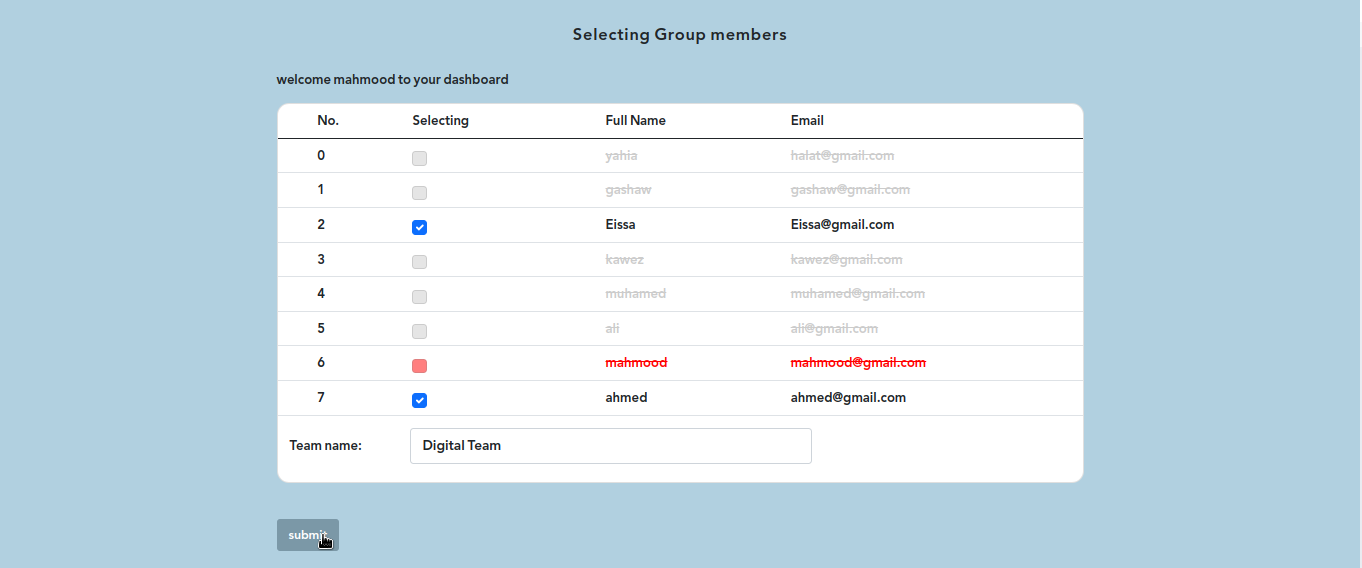 Selecting Group members
welcome mahmood to your dashboard
No. Selecting Full Name Email
0 yahia halat@gmail.com
1 gashaw gashaw@gmail.com
2 Eissa Eissa@gmail.com
3 kawez kawez@gmail.com
4 muhamed muhamed@gmail.com
5 ali ali@gmail.com
6 mahmood mahmood@gmail.com
7 ahmed ahmed@gmail.com
Team name: Digital Team
submit